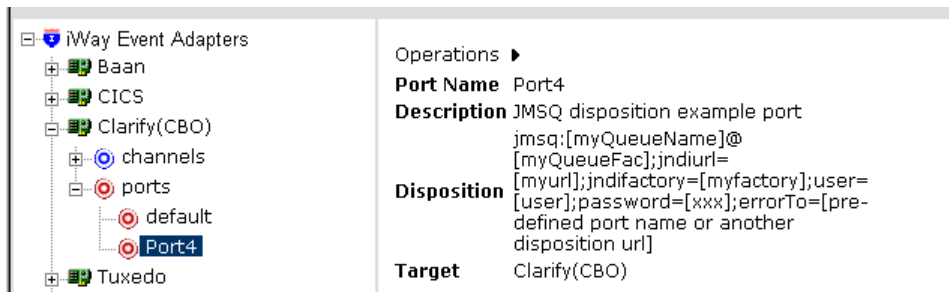 iWay Event Adapters
Baan
CICS
Clarify(CBO)
channels
ports
default
Port4
Tuxedo
Operations
Port Name Port4
Description JMSQ disposition example port
jmsq:[myQueueName]@
[myQueueFac];jndiurl=
Disposition [myurl];jndifactory=[myfactory];user=
[user];password=[xxx];errorTo=[pre-
defined port name or another
disposition url]
Target Clarify(CBO)